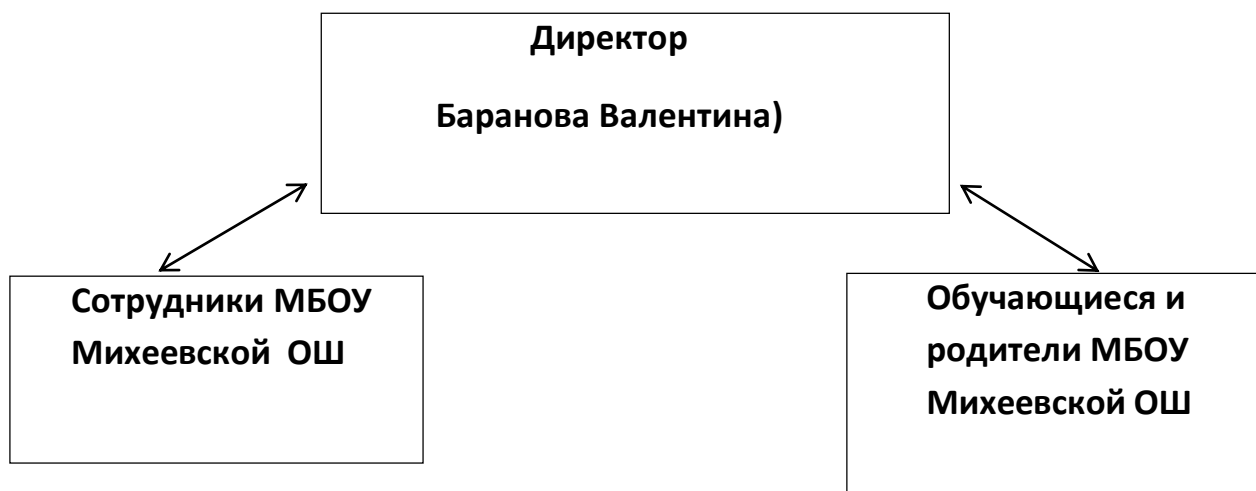 Директор
Баранова Валентина)
Сотрудники МБОУ
Михеевской ОШ
Обучающиеся и
родители МБОУ
Михеевской ОШ